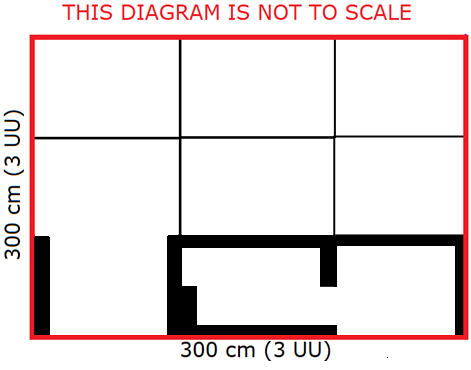 THIS DIAGRAM IS NOT TO SCALE
300 cm (3 UU)
300 cm (3 UU)